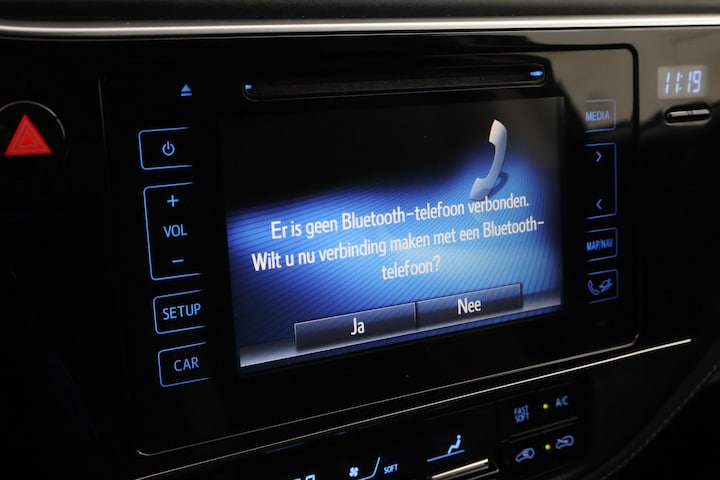 11:19
MEDIA
+
VOL
-
Er is geen Bluetooth-telefoon verbonden.
Wilt u nu verbinding maken met een Bluetooth-
telefoon?
MAP/NAV
SETUP
Ja
Nee
CAR
FAST
SOFT
A/C
SOFT